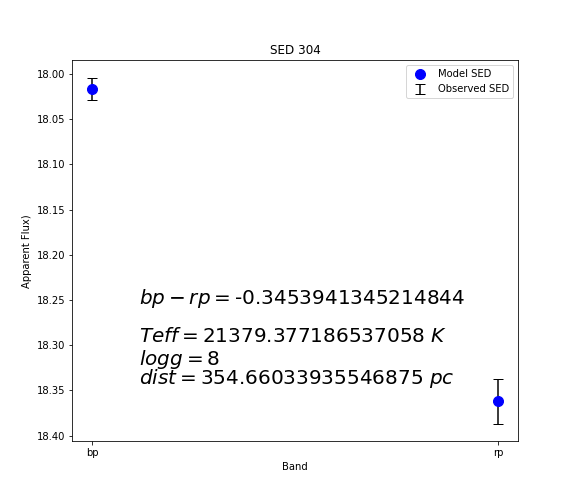 SED 304
Model SED
Observed SED
18.00
18.05
18.10
18.15
18.20
18.25
18.30
18.35
18.40
Apparent Flux)
bp − rp = -0.3453941345214844
Teff = 21379.377186537058 K
logg = 8
dist = 354.66033935546875 pc
bp
rp
Band